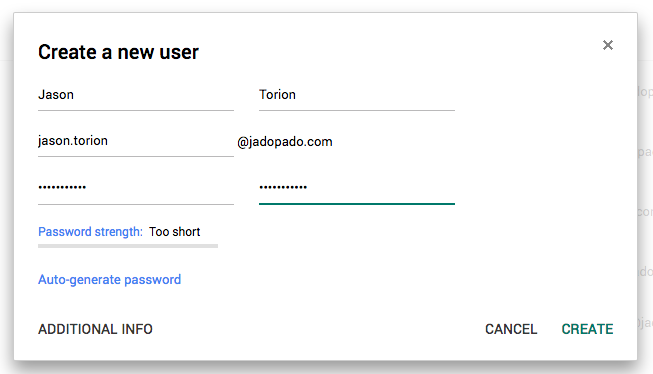 Create a new user
×
Jason Torion
jason.torion @jadopado.com
••••••••••• •••••••••••
Password strength: Too short
Auto-generate password
ADDITIONAL INFO CANCEL CREATE